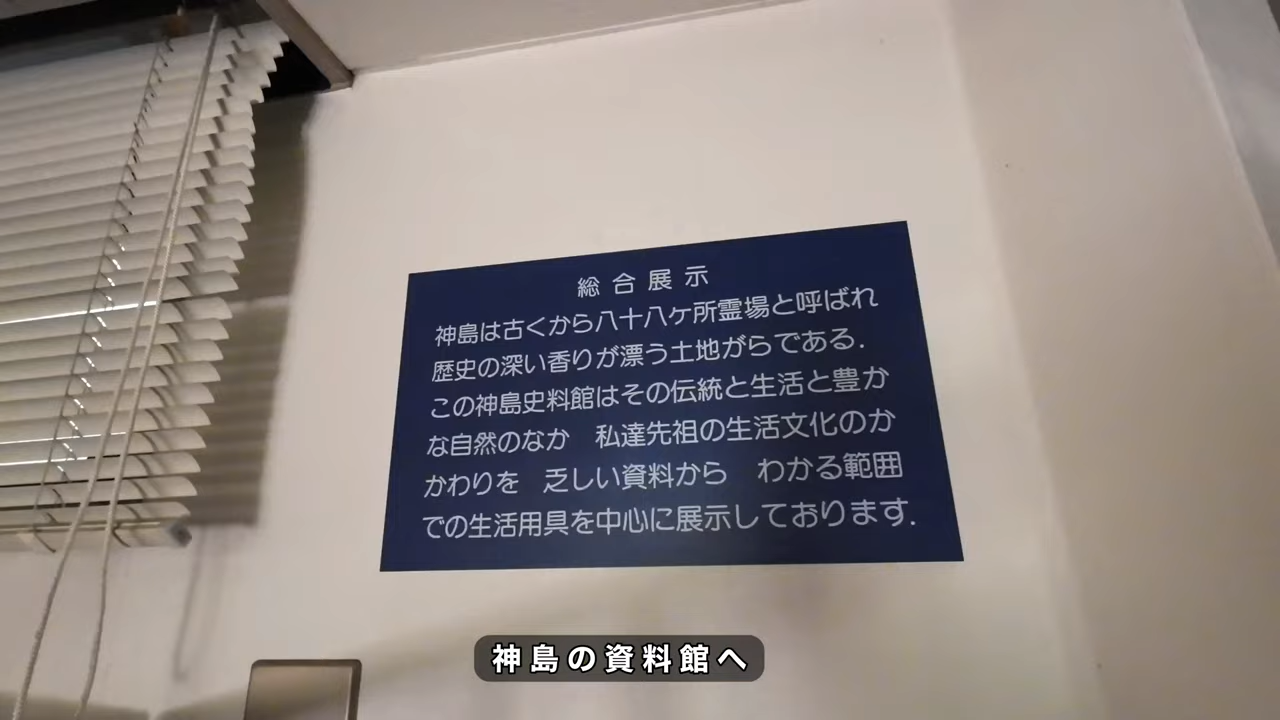 総合展示
神島は古くから八十八ヶ所霊場と呼ばれ
歴史の深い香りが漂う土地がらである.
この神島史料館はその伝統と生活と豊か
な自然のなか　私達先祖の生活文化のか
かわりを　乏しい資料から　わかる範囲
での生活用具を中心に展示しております.
神島の資料館へ